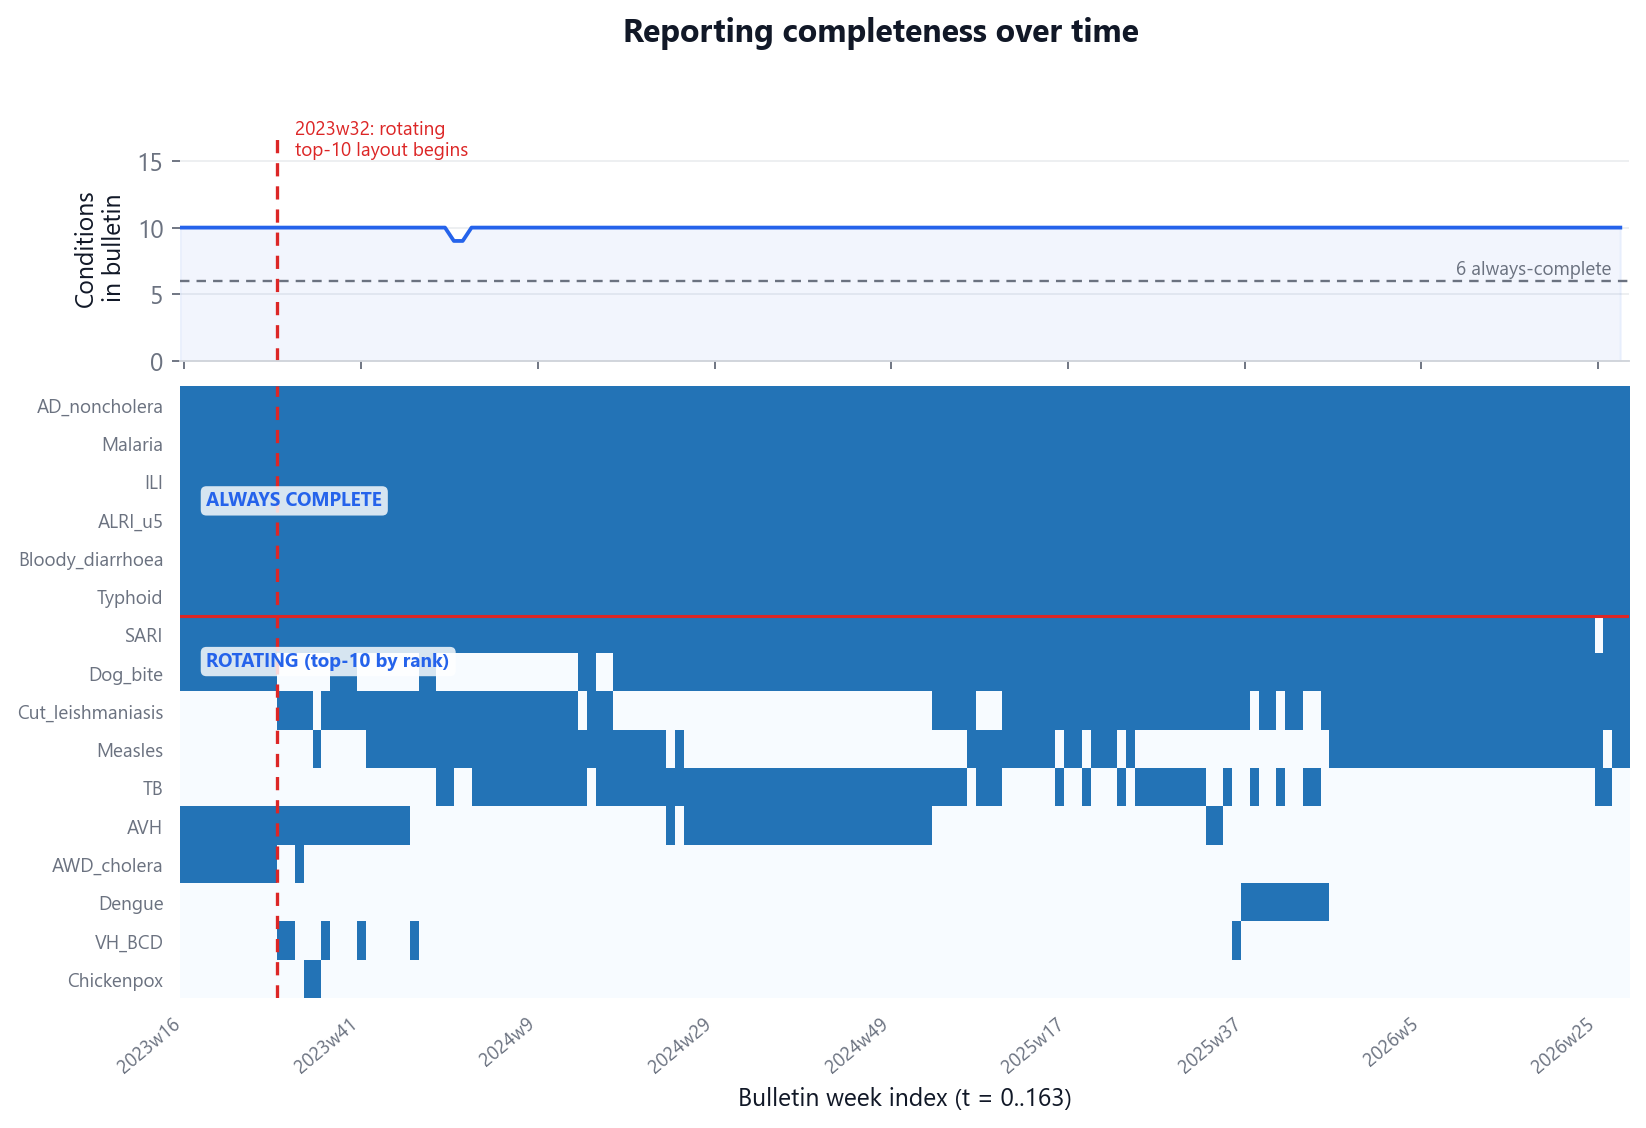 Reporting completeness over time
2023w32: rotating
top-10 layout begins
Conditions
in bulletin
15
10
5
0
6 always-complete
AD_noncholera
Malaria
ILI
ALRI_u5
Bloody_diarrhoea
Typhoid
SARI
Dog_bite
Cut_leishmaniasis
Measles
TB
AVH
AWD_cholera
Dengue
VH_BCD
Chickenpox
ALWAYS COMPLETE
ROTATING (top-10 by rank)
2023w16
2023w41
2024w9
2024w29
2024w49
2025w17
2025w37
2026w5
2026w25
Bulletin week index (t = 0..163)